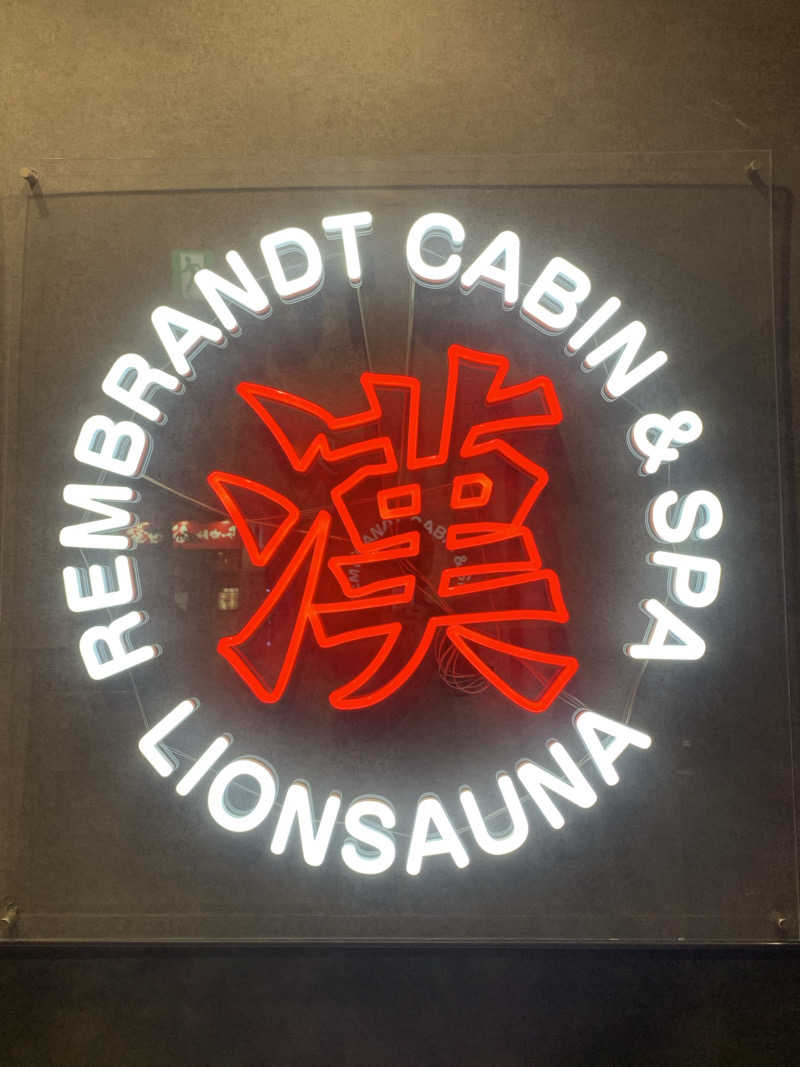 REMBRANDT CABIN & SPA
漢
LIONSAUNA